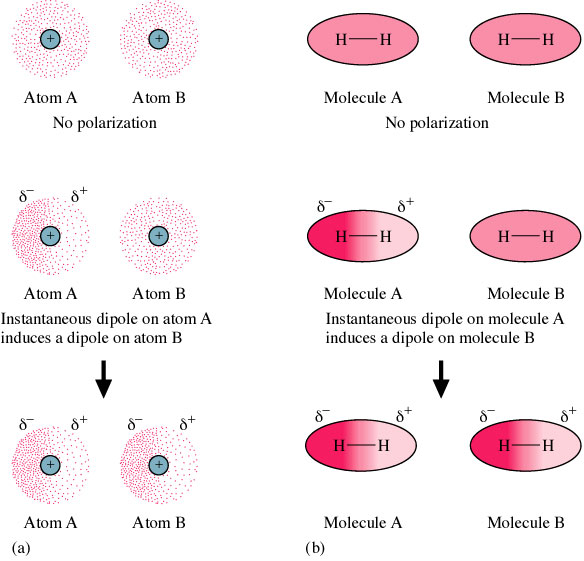 + +
Atom A Atom B
No polarization
δ− δ+
+ +
Atom A Atom B
Instantaneous dipole on atom A
induces a dipole on atom B
δ− δ+ δ− δ+
+ +
Atom A Atom B
(a)
H—H H—H
Molecule A Molecule B
No polarization
δ− δ+
H—H H—H
Molecule A Molecule B
Instantaneous dipole on molecule A
induces a dipole on molecule B
δ− δ+ δ− δ+
H—H H—H
Molecule A Molecule B
(b)